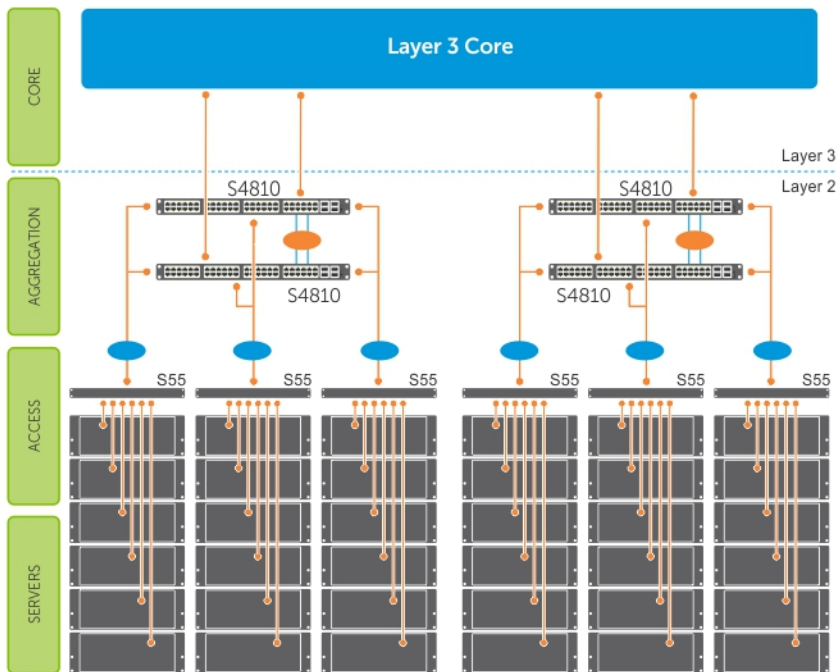 CORE
Layer 3 Core
Layer 3
Layer 2
AGGREGATION
S4810
S4810
S4810
S4810
ACCESS
S55
S55
S55
S55
S55
S55
SERVERS